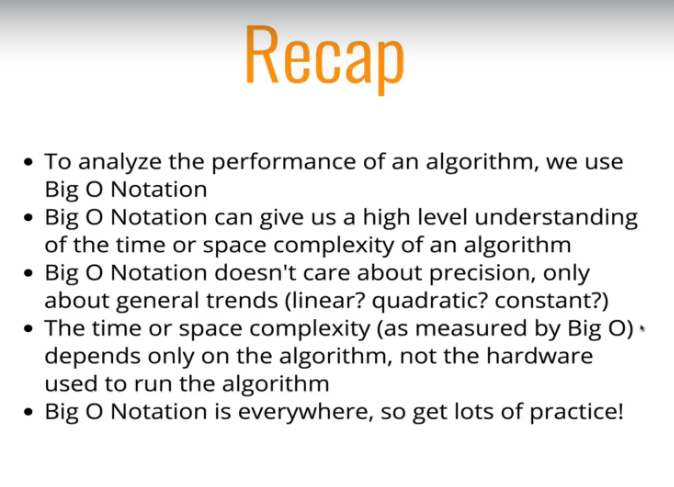 Recap
• To analyze the performance of an algorithm, we use
Big O Notation
• Big O Notation can give us a high level understanding
of the time or space complexity of an algorithm
• Big O Notation doesn't care about precision, only
about general trends (linear? quadratic? constant?)
• The time or space complexity (as measured by Big O)
depends only on the algorithm, not the hardware
used to run the algorithm
• Big O Notation is everywhere, so get lots of practice!